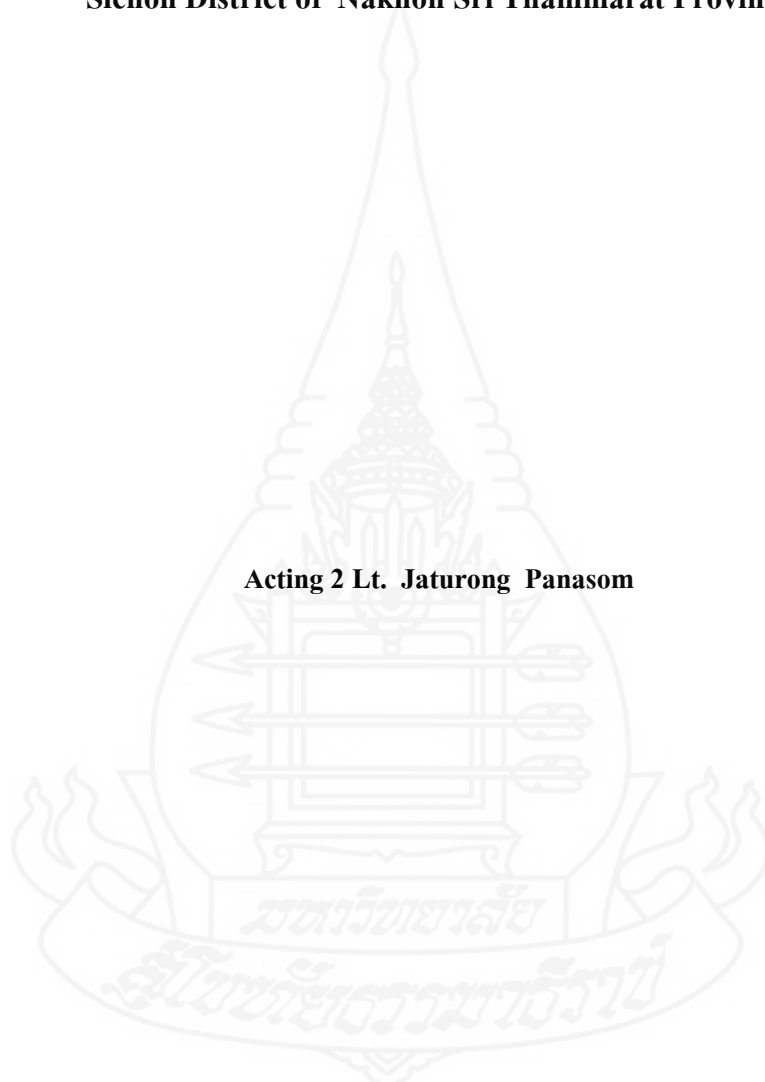 Sichon District of Nakhon Sri Thammarat Provin
Acting 2 Lt. Jaturong Panasom
มหาวิทยาลัย
สุโขทัยธรรมาธิราช